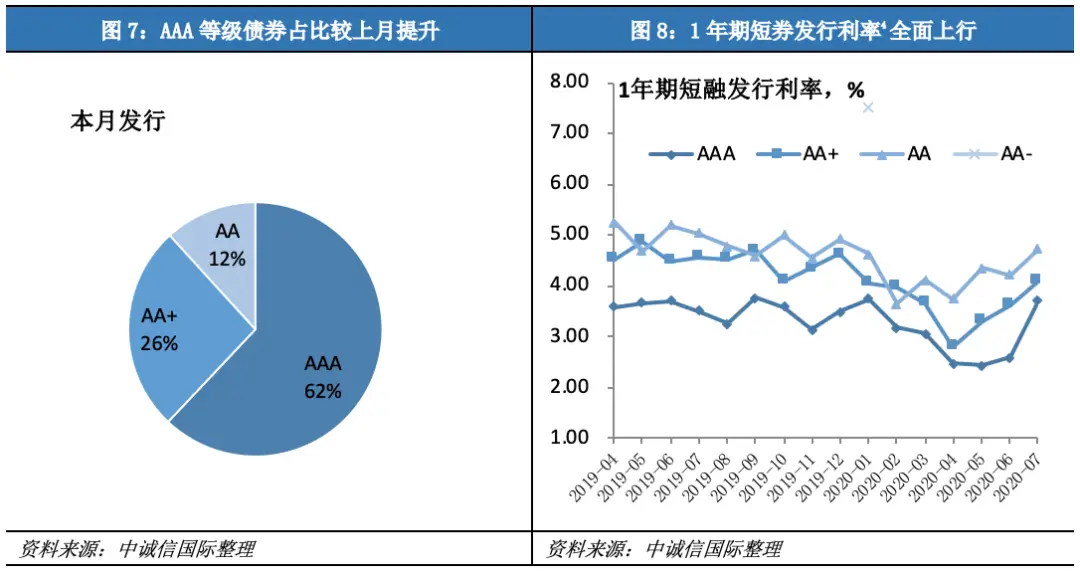 图 7：AAA 等级债券占比较上月提升
本月发行
AA
12%
AA+
26%
AAA
62%
资料来源：中诚信国际整理
图 8：1 年期短券发行利率4全面上行
1年期短融发行利率，%
AAA AA+ AA AA-
8.00
7.00
6.00
5.00
4.00
3.00
2.00
1.00
2019-04
2019-05
2019-06
2019-07
2019-08
2019-09
2019-10
2019-11
2019-12
2020-01
2020-02
2020-03
2020-04
2020-05
2020-06
2020-07
资料来源：中诚信国际整理